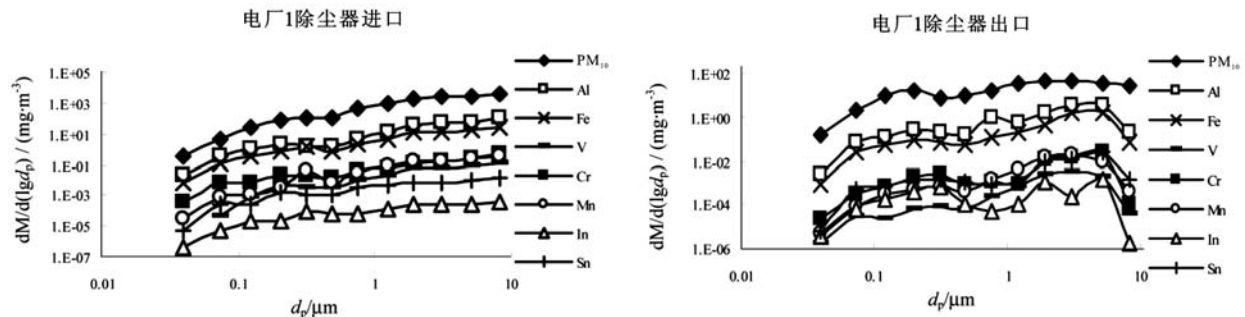 电厂1除尘器进口
dM/d(lgdp) / (mg·m-3)
1.E+05
1.E+03
1.E+01
1.E-01
1.E-03
1.E-05
1.E-07
0.01
0.1
1
10
dp/μm
PM10
Al
Fe
V
Cr
Mn
In
Sn
电厂1除尘器出口
dM/d(lgdp) / (mg·m-3)
1.E+02
1.E+00
1.E-02
1.E-04
1.E-06
0.01
0.1
1
10
dp/μm
PM10
Al
Fe
V
Cr
Mn
In
Sn